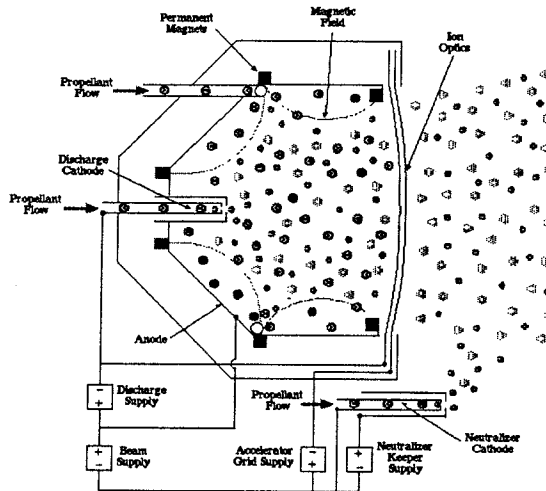 Permanent
Magnets
Magnetic
Field
Ion
Optics
Propellant
Flow
Discharge
Cathode
Propellant
Flow
Anode
− +
Discharge
Supply
Propellant
Flow
Neutralizer
Cathode
+ −
Beam
Supply
Accelerator
Grid Supply
− +
+ −
Neutralizer
Keeper
Supply